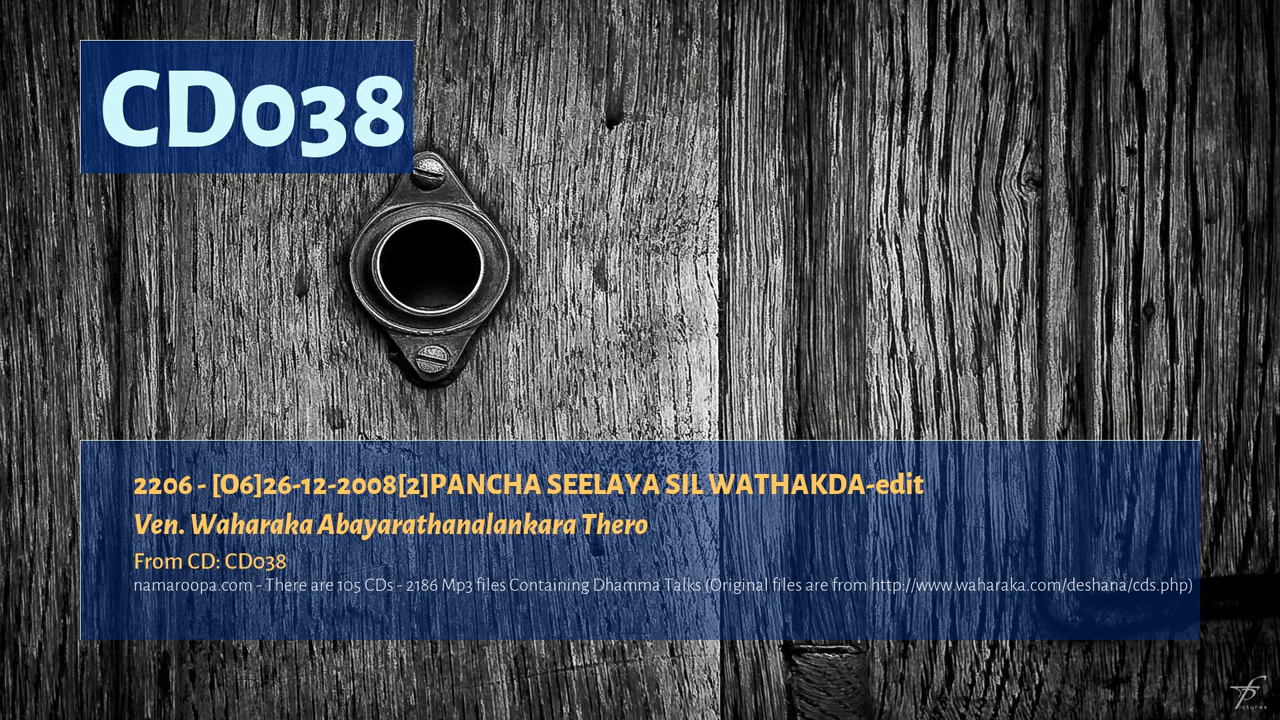 CD038
2206 - [O6]26-12-2008[2]PANCHA SEELAYA SIL WATHAKDA-edit
Ven. Waharaka Abayarathanalankara Thero
From CD: CD038
namaroopa.com - There are 105 CDs - 2186 Mp3 files Containing Dhamma Talks (Original files are from http://www.waharaka.com/deshana/cds.php)